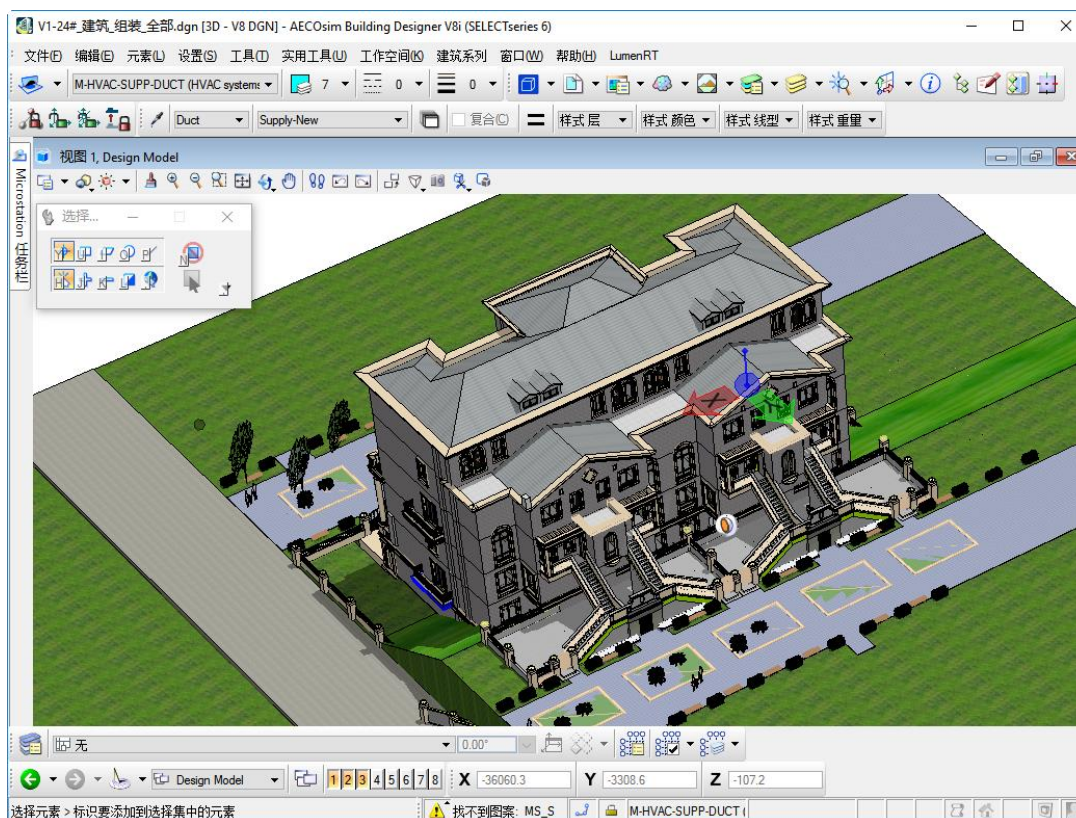 V1-24#_建筑_组装_全部.dgn [3D - V8 DGN] - AECOsim Building Designer V8i (SELECTseries 6)
文件(F) 编辑(E) 元素(L) 设置(S) 工具(T) 实用工具(U) 工作空间(K) 建筑系列 窗口(W) 帮助(H) LumenRT
M-HVAC-SUPP-DUCT (HVAC systems 7 0 0
Duct Supply-New 复合(C) 样式 层 样式 颜色 样式 线型 样式 重量
视图 1, Design Model
Microstation 任务栏
选择...
无 0.00°
Design Model 1 2 3 4 5 6 7 8 X -36060.3 Y -3308.6 Z -107.2
选择元素 > 标识要添加到选择集中的元素 找不到图案: MS_S M-HVAC-SUPP-DUCT (